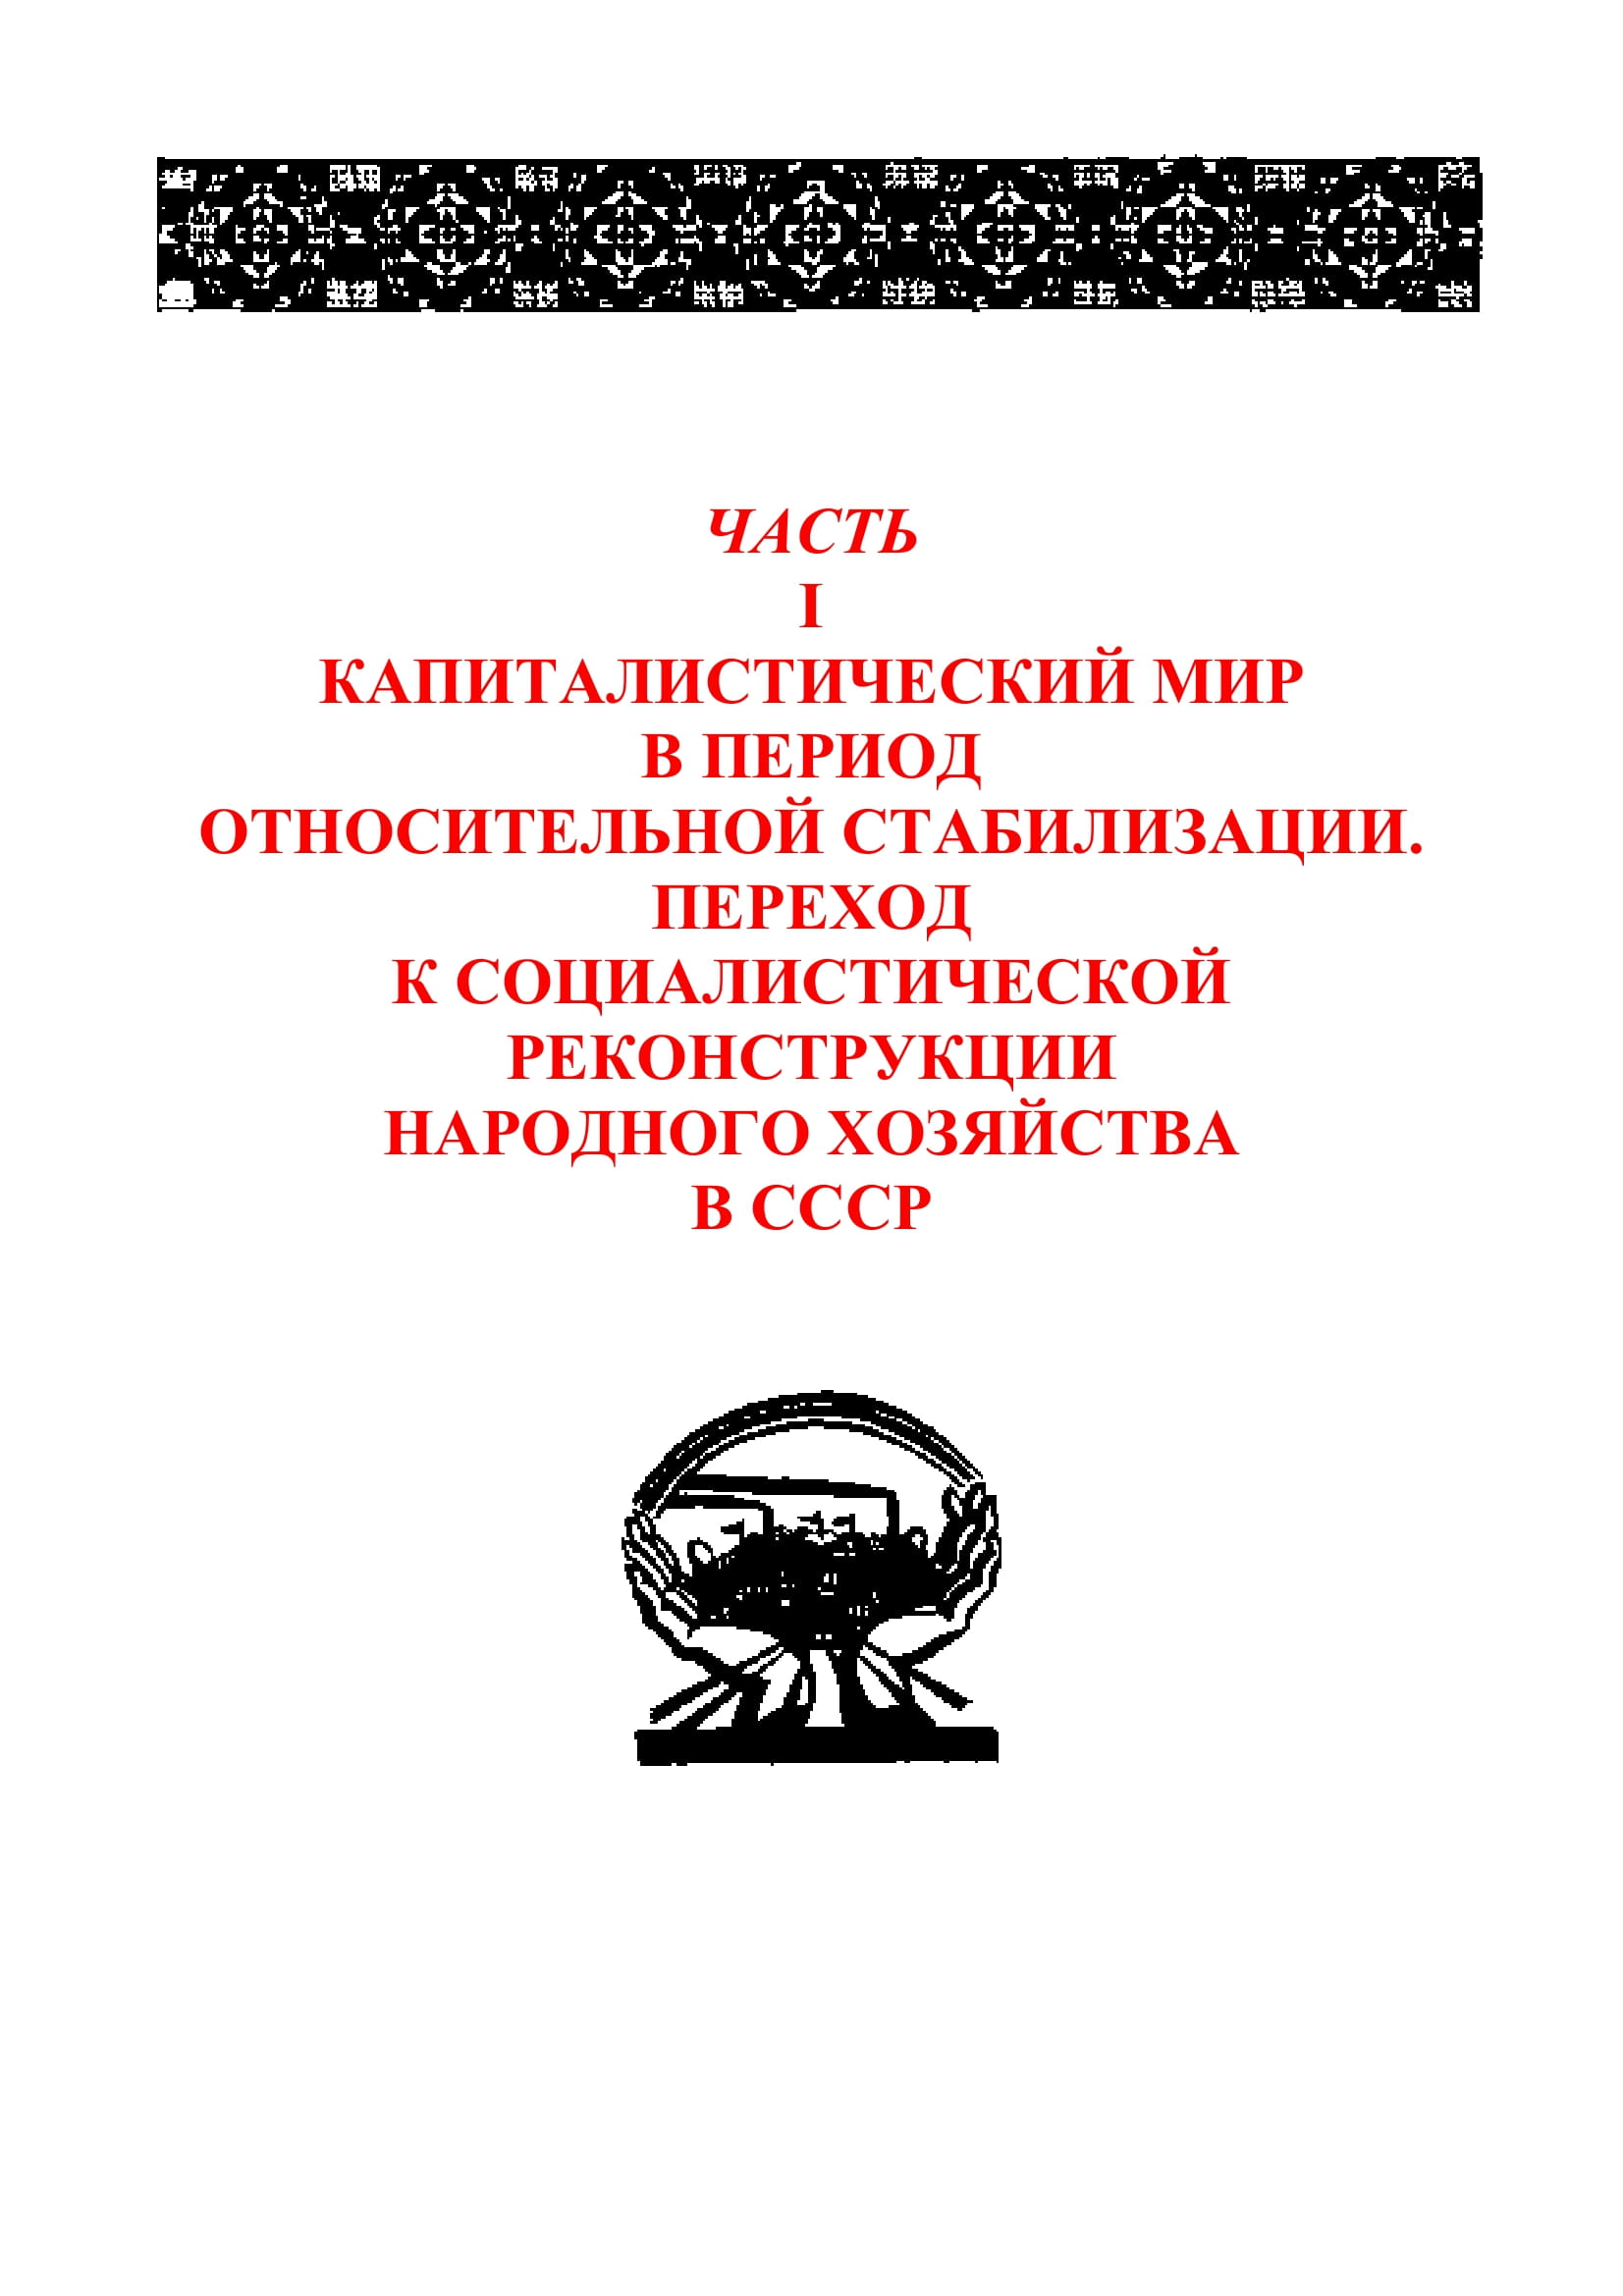 ЧАСТЬ
I
КАПИТАЛИСТИЧЕСКИЙ МИР
В ПЕРИОД
ОТНОСИТЕЛЬНОЙ СТАБИЛИЗАЦИИ.
ПЕРЕХОД
К СОЦИАЛИСТИЧЕСКОЙ
РЕКОНСТРУКЦИИ
НАРОДНОГО ХОЗЯЙСТВА
В СССР